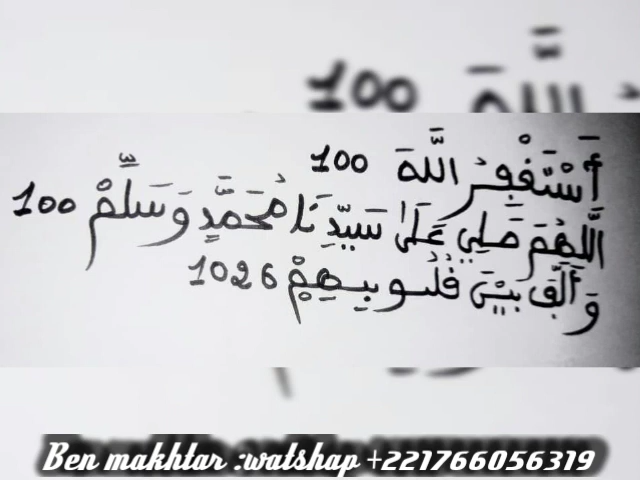 أَسْتَغْفِرُ اللَّهَ 100
اللَّهُمَّ صَلِّي عَلَىٰ سَيِّدِنَا مُحَمَّدٍ وَسَلِّمْ 100
وَأَلَّفَ بَيْنَ قُلُوبِهِمْ 1026
Ben makhtar :watshap +221766056319